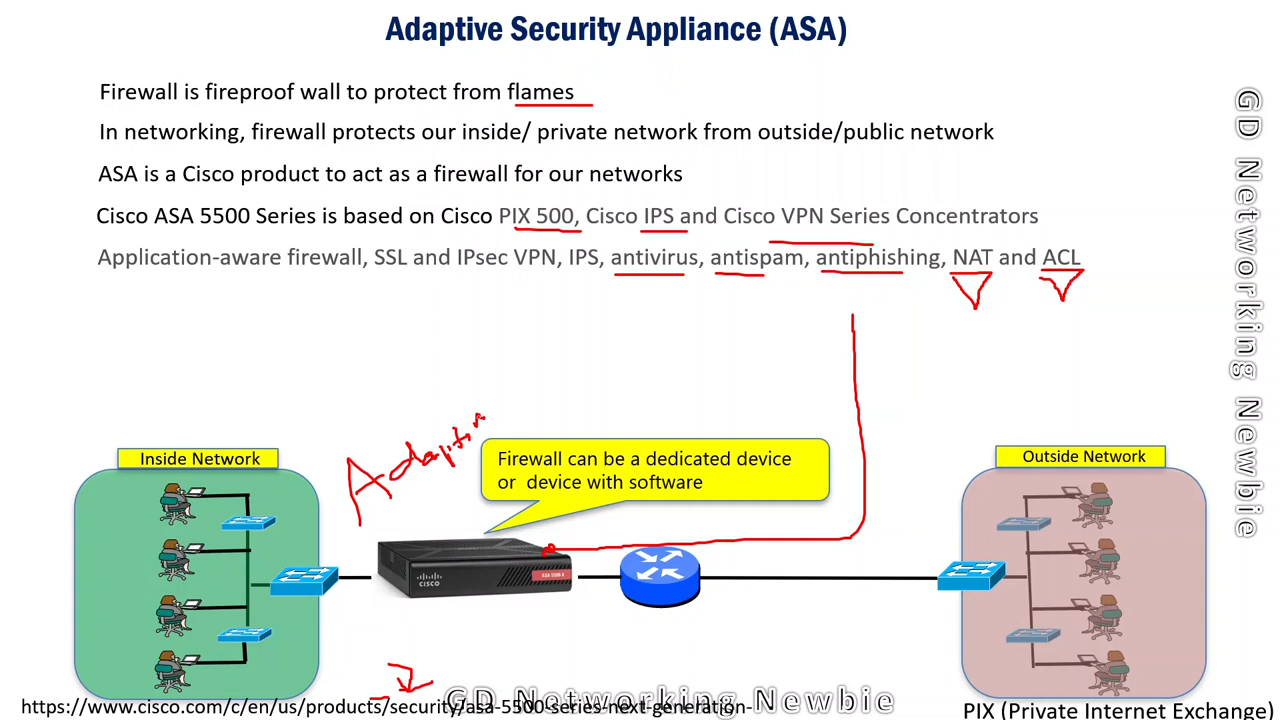 Adaptive Security Appliance (ASA)
Firewall is fireproof wall to protect from flames
In networking, firewall protects our inside/ private network from outside/public network
ASA is a Cisco product to act as a firewall for our networks
Cisco ASA 5500 Series is based on Cisco PIX 500, Cisco IPS and Cisco VPN Series Concentrators
Application-aware firewall, SSL and IPsec VPN, IPS, antivirus, antispam, antiphishing, NAT and ACL
GD Networking Newbie
Inside Network
Firewall can be a dedicated device
or device with software
Outside Network
CISCO
GD Networking Newbie
https://www.cisco.com/c/en/us/products/security/asa-5500-series-next-generation-
PIX (Private Internet Exchange)